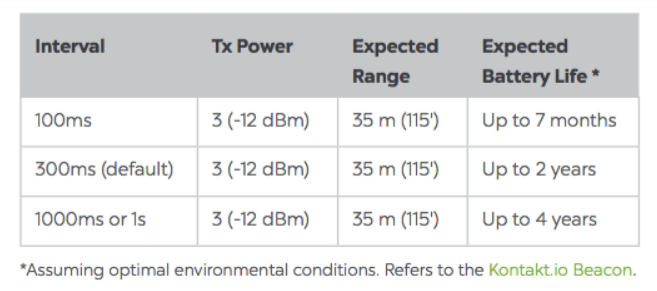 Interval Tx Power Expected Range Expected Battery Life *
100ms 3 (-12 dBm) 35 m (115') Up to 7 months
300ms (default) 3 (-12 dBm) 35 m (115') Up to 2 years
1000ms or 1s 3 (-12 dBm) 35 m (115') Up to 4 years
*Assuming optimal environmental conditions. Refers to the Kontakt.io Beacon.